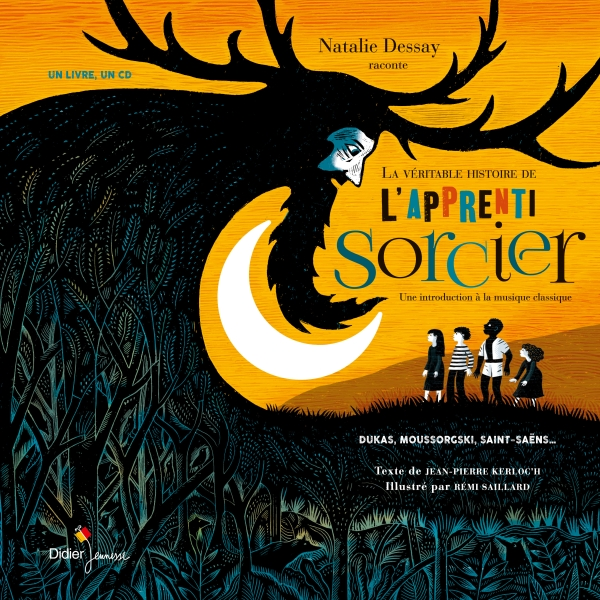 Natalie Dessay
raconte
UN LIVRE, UN CD
LA VÉRITABLE HISTOIRE DE
L'APPRENTI
Sorcier
Une introduction à la musique classique
DUKAS, MOUSSORGSKI, SAINT-SAËNS...
Texte de JEAN-PIERRE KERLOC'H
Illustré par RÉMI SAILLARD
Didier Jeunesse